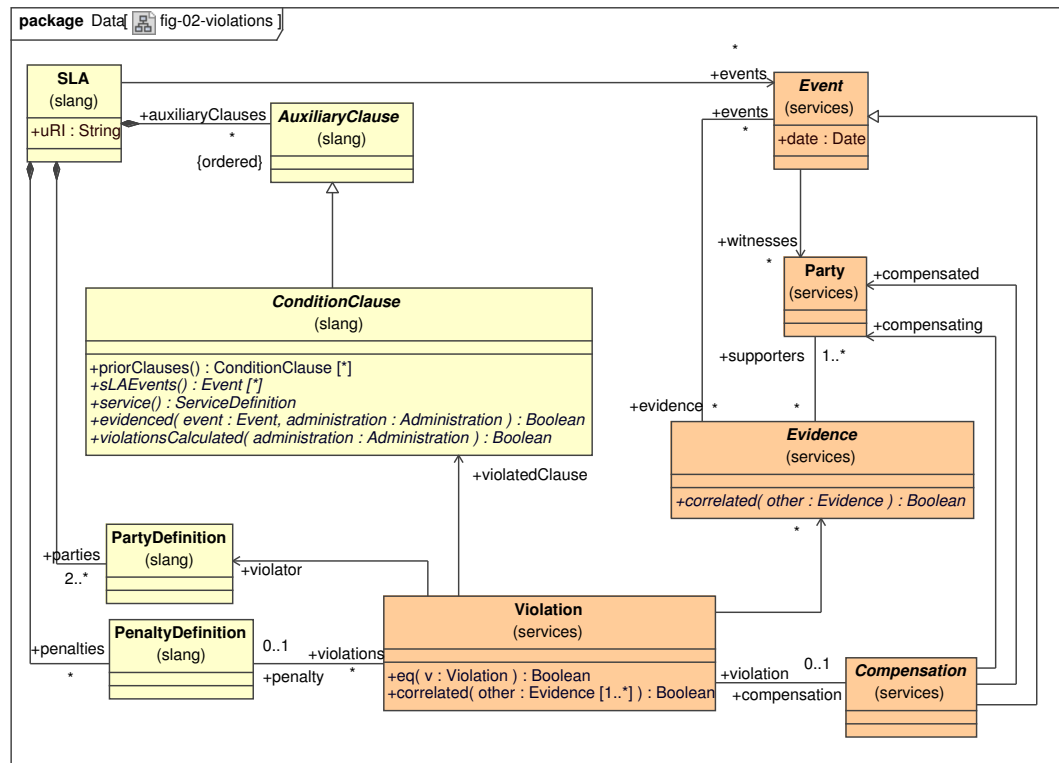 package Data[ fig-02-violations ]
SLA
(slang)
+uRI : String
+auxiliaryClauses
*
{ordered}
AuxiliaryClause
(slang)
*
+events
+events
*
Event
(services)
+date : Date
+witnesses
*
Party
(services)
+compensated
+compensating
+supporters
1..*
ConditionClause
(slang)
+priorClauses() : ConditionClause [*]
+sLAEvents() : Event [*]
+service() : ServiceDefinition
+evidenced( event : Event, administration : Administration ) : Boolean
+violationsCalculated( administration : Administration ) : Boolean
+evidence
*
*
Evidence
(services)
+correlated( other : Evidence ) : Boolean
*
+violatedClause
+parties
2..*
PartyDefinition
(slang)
+violator
+penalties
*
PenaltyDefinition
(slang)
0..1
+penalty
+violations
*
Violation
(services)
+eq( v : Violation ) : Boolean
+correlated( other : Evidence [1..*] ) : Boolean
+violation
0..1
+compensation
Compensation
(services)